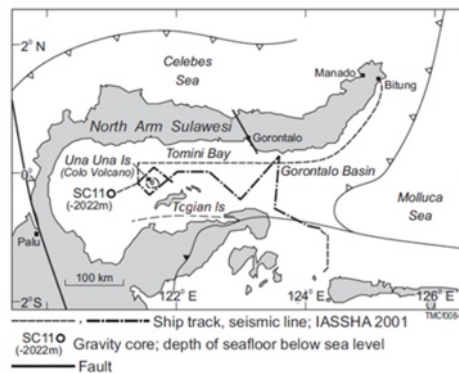 2° N
Celebes
Sea
Manado
Bitung
North Arm Sulawesi
Gorontalo
Una Una Is
(Colo Volcano)
Tomini Bay
0°
Gorontalo Basin
SC11
(-2022m)
Togian Is
Molluca
Sea
Palu
100 km
2°S
122° E
124° E
126° E
TMCf008
Ship track, seismic line; IASSHA 2001
SC11
(-2022m)
Gravity core; depth of seafloor below sea level
Fault